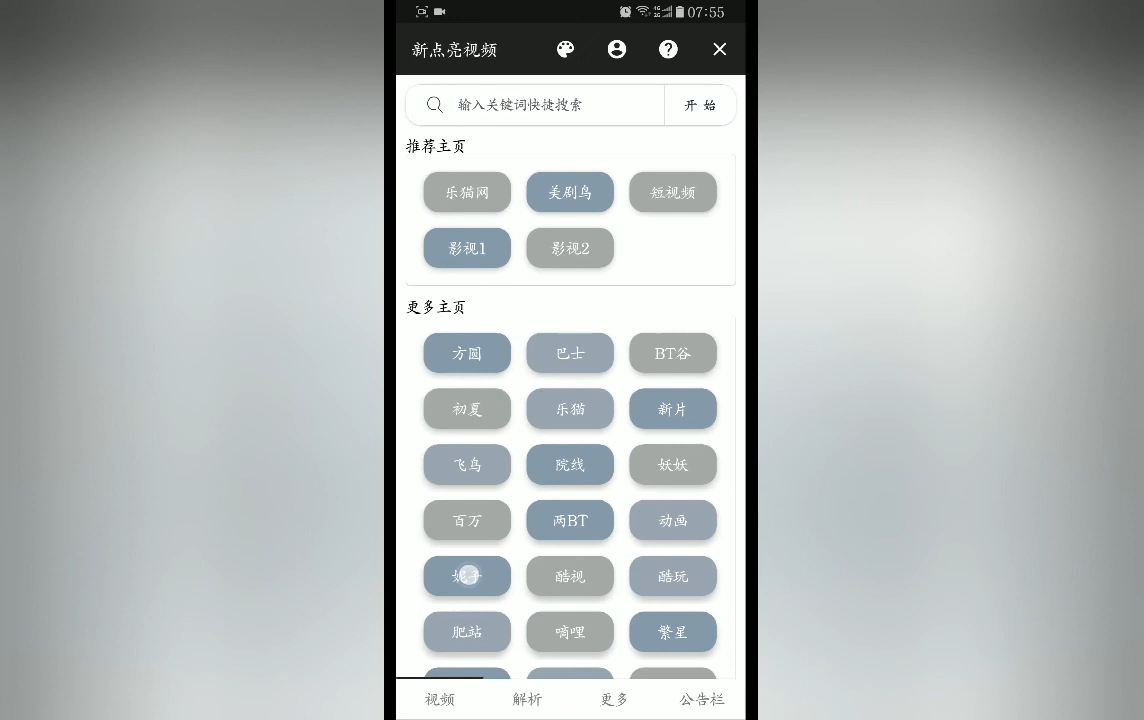 07:55
新点亮视频
输入关键词快捷搜索 开 始
推荐主页
乐猫网 美剧鸟 短视频
影视1 影视2
更多主页
方圆 巴士 BT谷
初夏 乐猫 新片
飞鸟 院线 妖妖
百万 两BT 动画
酷视 酷玩
肥站 嘀哩 繁星
视频 解析 更多 公告栏